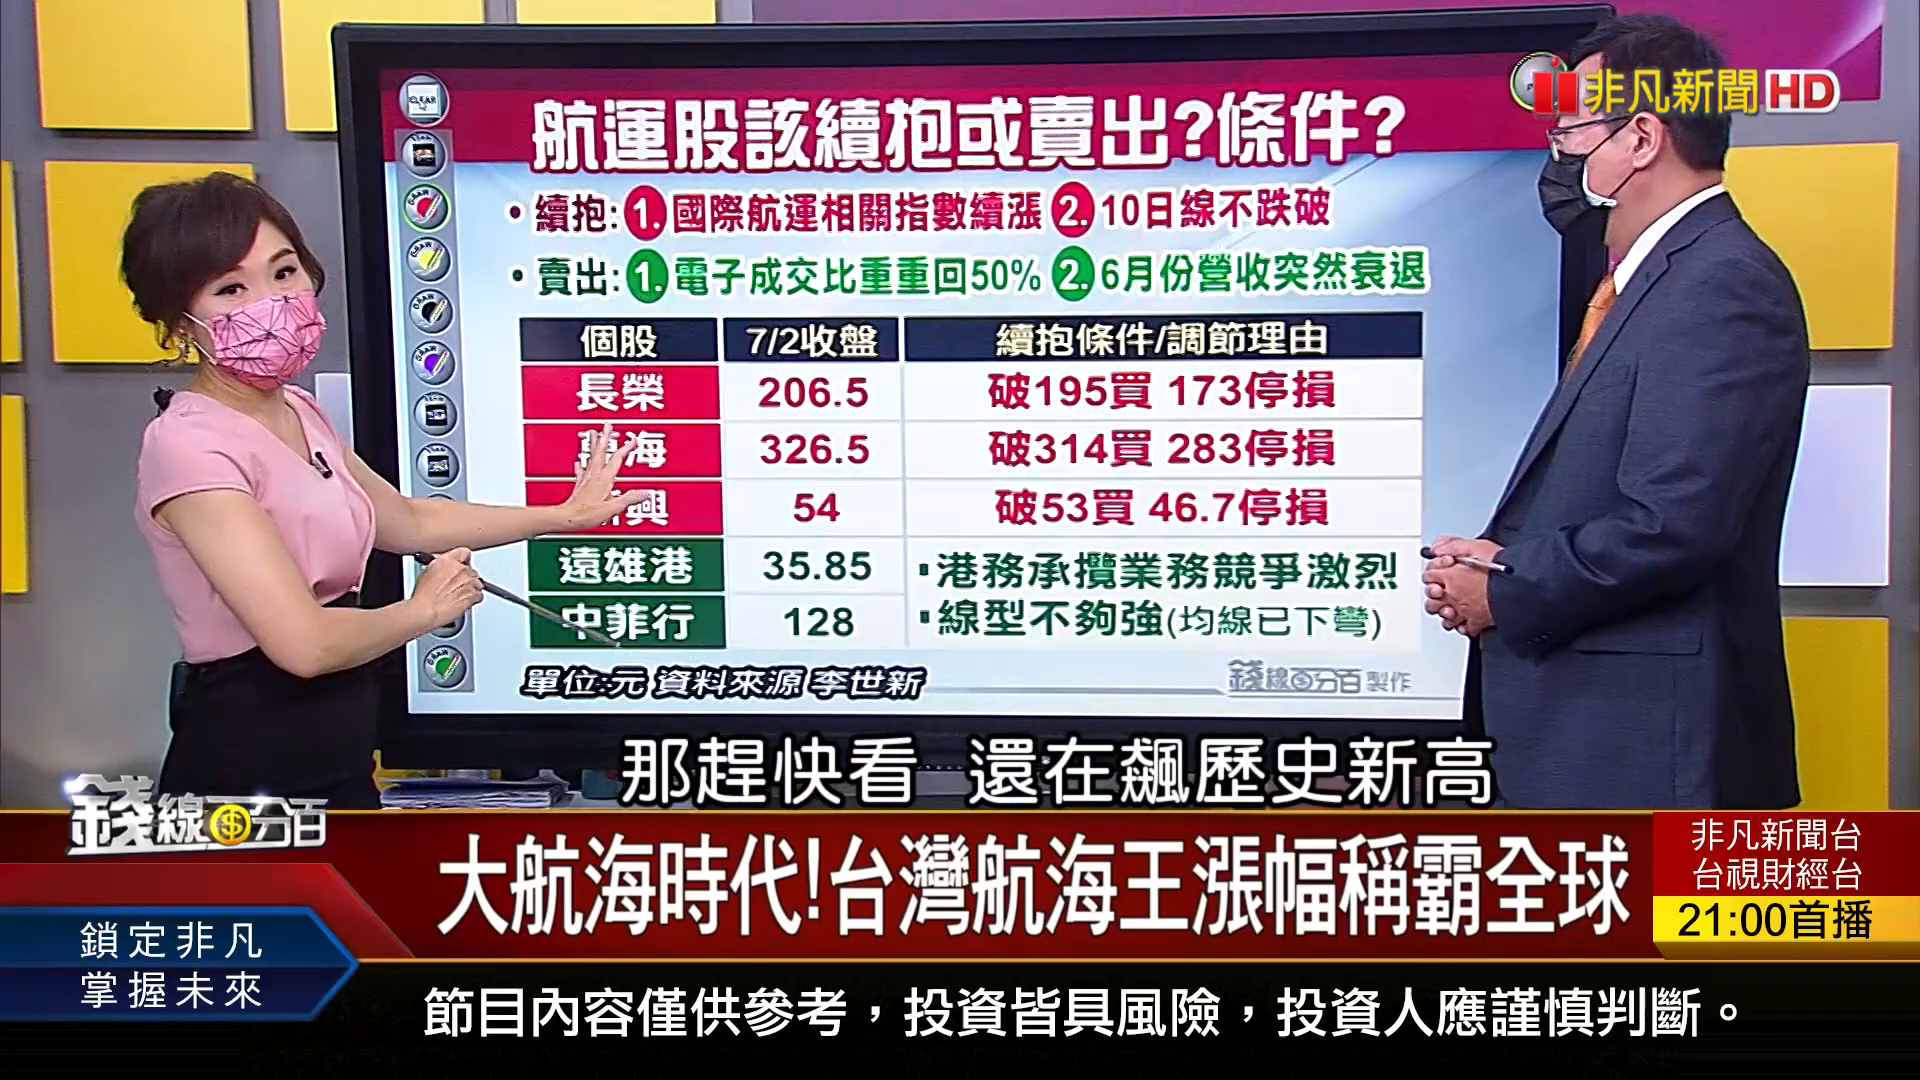 非凡新聞HD
航運股該續抱或賣出?條件?
• 續抱: 1. 國際航運相關指數續漲 2. 10日線不跌破
• 賣出: 1. 電子成交比重重回50% 2. 6月份營收突然衰退
個股 7/2收盤 續抱條件/調節理由
長榮 206.5 破195買 173停損
海 326.5 破314買 283停損
興 54 破53買 46.7停損
遠雄港 35.85 ▪港務承攬業務競爭激烈
中菲行 128 ▪線型不夠強(均線已下彎)
單位:元 資料來源 李世新
錢線百分百 製作
那趕快看 還在飆歷史新高
錢線百分百
大航海時代!台灣航海王漲幅稱霸全球
非凡新聞台
台視財經台
21:00首播
鎖定非凡
掌握未來
節目內容僅供參考，投資皆具風險，投資人應謹慎判斷。